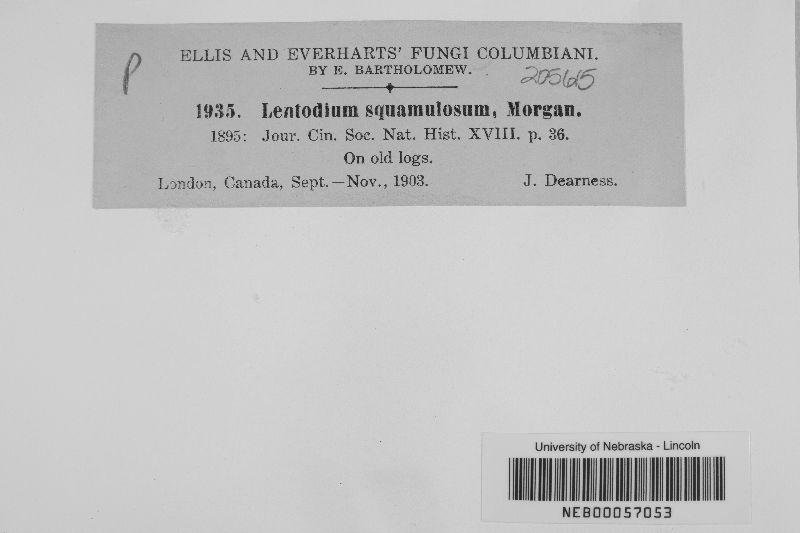 P
ELLIS AND EVERHARTS' FUNGI COLUMBIANI.
BY E. BARTHOLOMEW.
205615
1935. Lentodium squamulosum, Morgan.
1895: Jour. Cin. Soc. Nat. Hist. XVIII. p. 36.
On old logs.
London, Canada, Sept.—Nov., 1903. J. Dearness.
University of Nebraska - Lincoln
NEB00057053